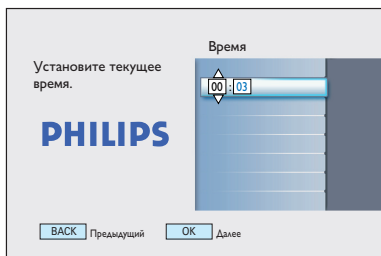 Время
Установите текущее
время.
00 : 03
PHILIPS
BACK Предыдущий OK Далее